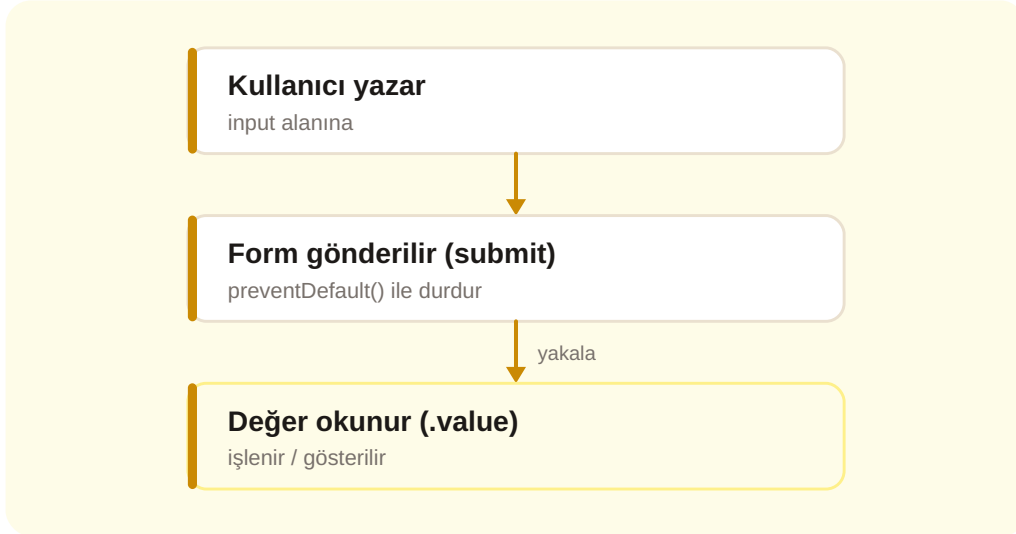 Kullanıcı yazar
input alanına
Form gönderilir (submit)
preventDefault() ile durdur
yakala
Değer okunur (.value)
işlenir / gösterilir